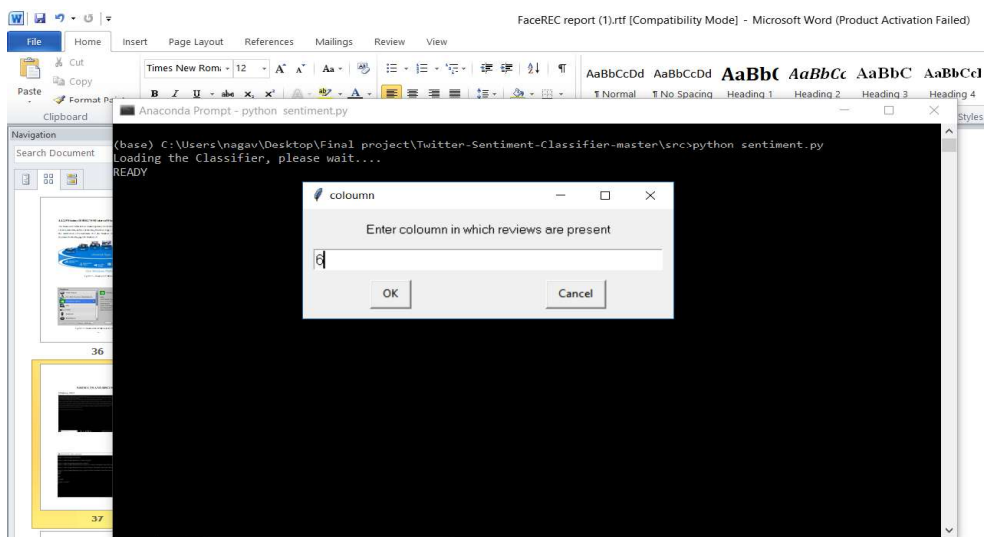 FaceREC report (1).rtf [Compatibility Mode] - Microsoft Word (Product Activation Failed)
File Home Insert Page Layout References Mailings Review View
Cut
Copy
Paste
Format Pa
Clipboard
Times New Rom 12
AaBbCcDd AaBbCcDd AaBb( AaBbCc AaBbC AaBbCcI
¶ Normal ¶ No Spacing Heading 1 Heading 2 Heading 3 Heading 4
Styles
Navigation
Search Document
36
37
Anaconda Prompt - python sentiment.py
(base) C:\Users\nagav\Desktop\Final project\Twitter-Sentiment-Classifier-master\src>python sentiment.py
Loading the Classifier, please wait....
READY
coloumn
Enter coloumn in which reviews are present
6
OK Cancel